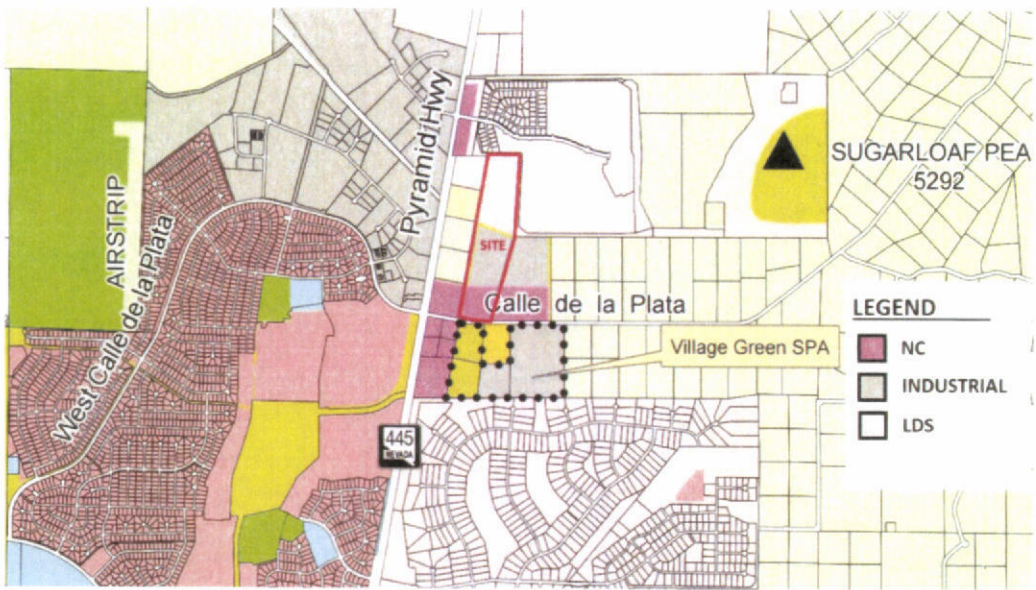 Pyramid Hwy
AIRSTRIP
West Calle de la Plata
SUGARLOAF PEA
5292
SITE
Calle de la Plata
Village Green SPA
445
NEVADA
LEGEND
NC
INDUSTRIAL
LDS